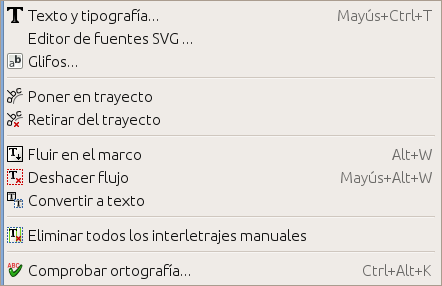 Texto y tipografía... Mayús+Ctrl+T
Editor de fuentes SVG ...
Glifos...
Poner en trayecto
Retirar del trayecto
Fluir en el marco Alt+W
Deshacer flujo Mayús+Alt+W
Convertir a texto
Eliminar todos los interletrajes manuales
Comprobar ortografía... Ctrl+Alt+K